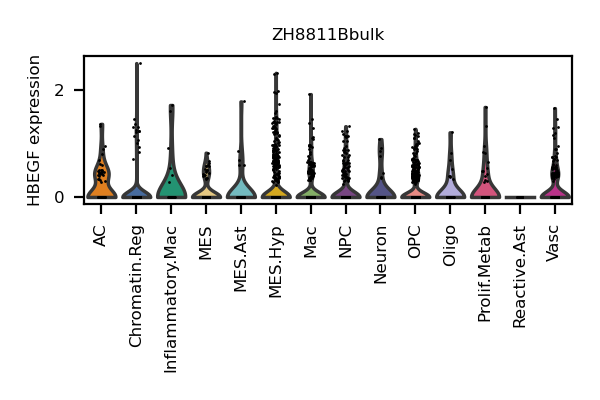 ZH8811Bbulk
HBEGF expression
2
0
AC
Chromatin.Reg
Inflammatory.Mac
MES
MES.Ast
MES.Hyp
Mac
NPC
Neuron
OPC
Oligo
Prolif.Metab
Reactive.Ast
Vasc